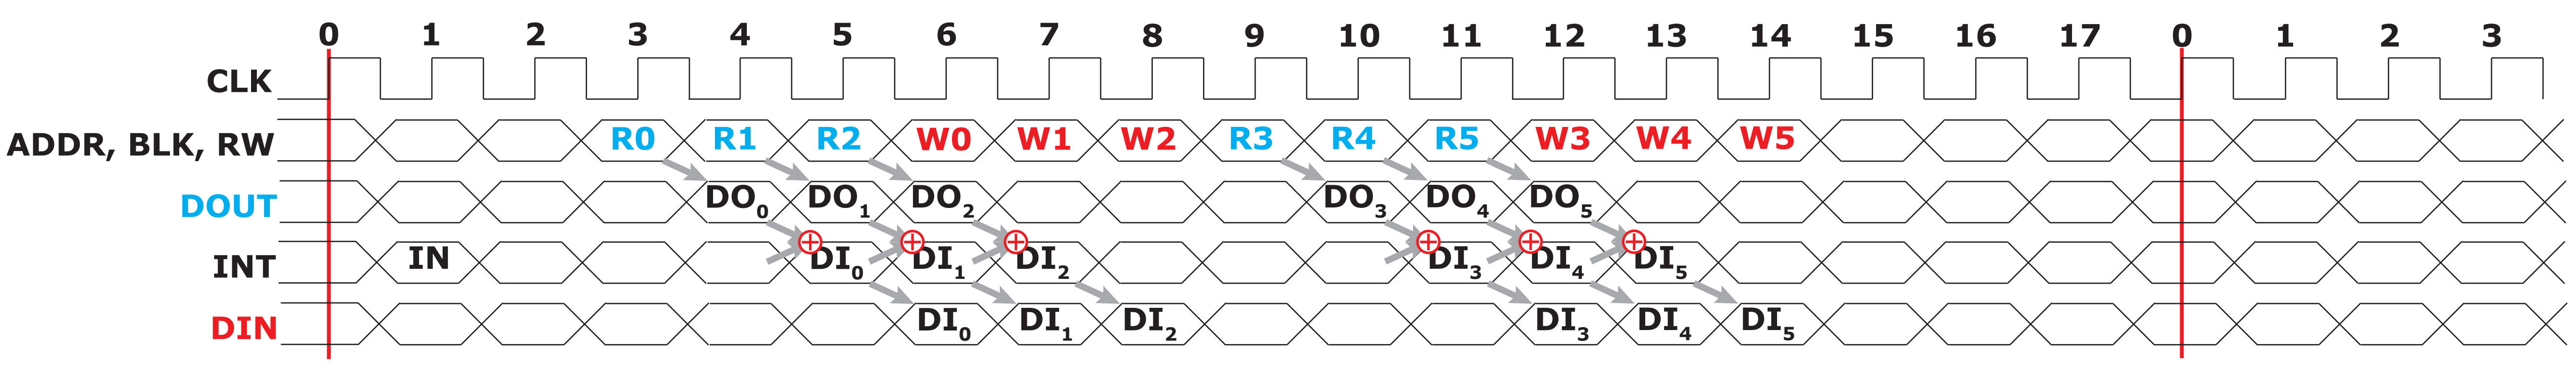 0 1 2 3 4 5 6 7 8 9 10 11 12 13 14 15 16 17 0 1 2 3
CLK
ADDR, BLK, RW R0 R1 R2 W0 W1 W2 R3 R4 R5 W3 W4 W5
DOUT DO0 DO1 DO2 DO3 DO4 DO5
INT IN DI0 DI1 DI2 DI3 DI4 DI5
DIN DI0 DI1 DI2 DI3 DI4 DI5